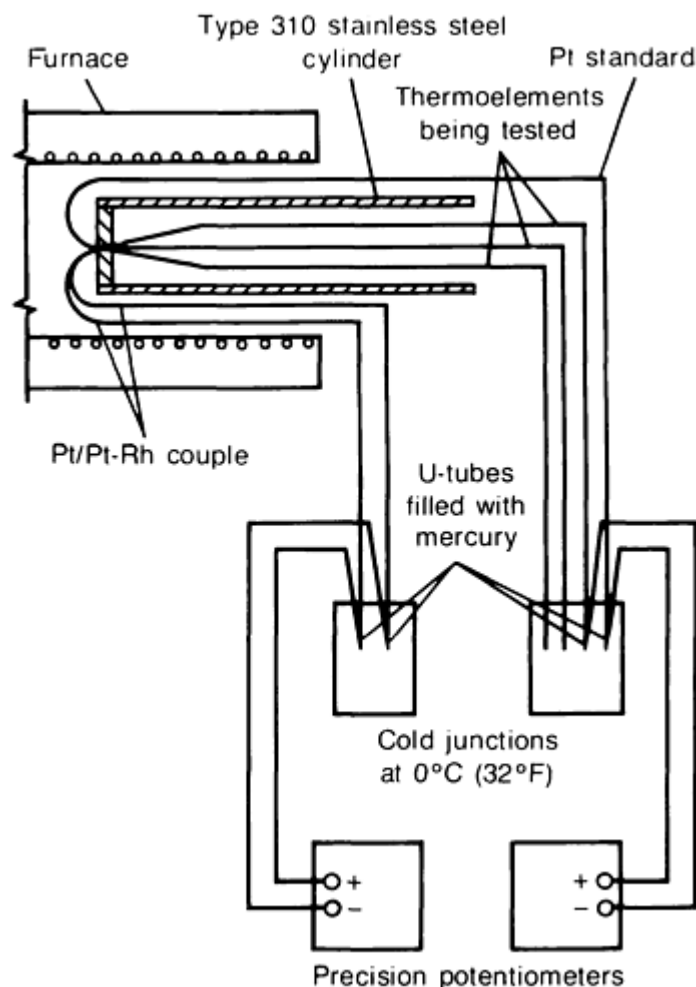 Type 310 stainless steel
cylinder
Furnace
Pt standard
Thermoelements
being tested
Pt/Pt-Rh couple
U-tubes
filled with
mercury
Cold junctions
at 0°C (32°F)
+
−
+
−
Precision potentiometers